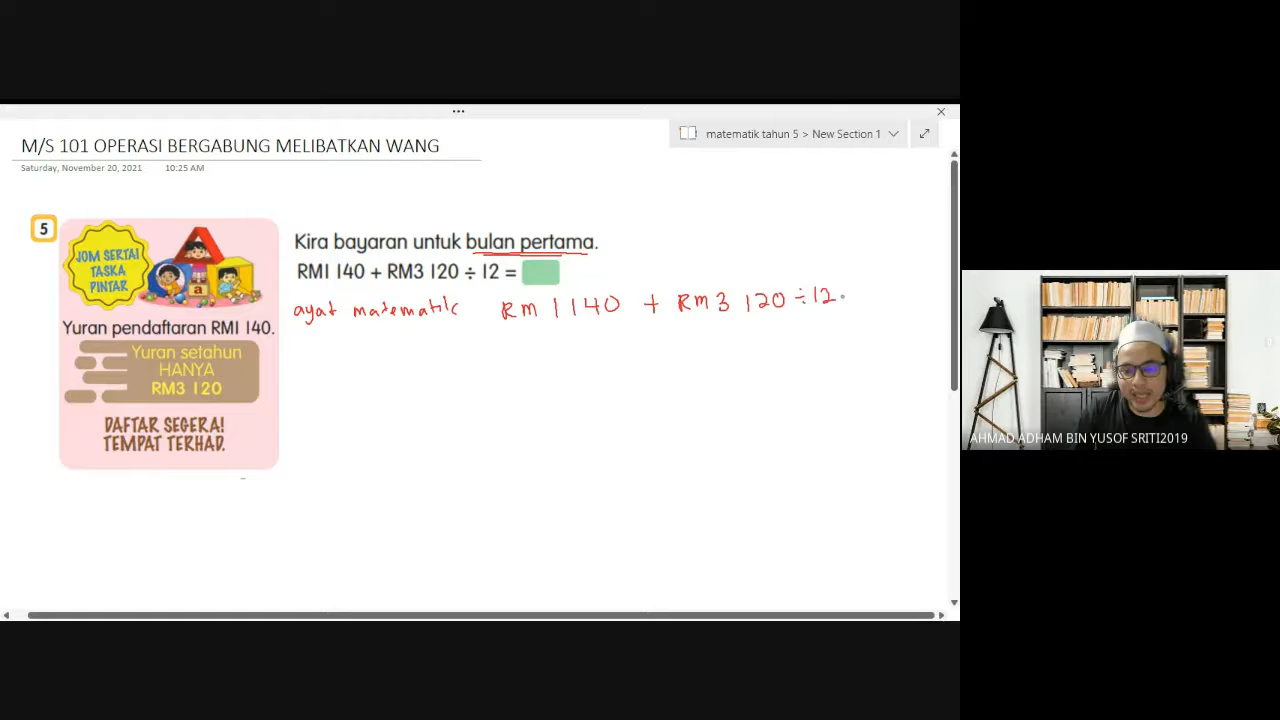 M/S 101 OPERASI BERGABUNG MELIBATKAN WANG
Saturday, November 20, 2021 10:25 AM
matematik tahun 5 > New Section 1
5
JOM SERTAI
TASKA
PINTAR
a
Yuran pendaftaran RM1 140.
Yuran setahun
HANYA
RM3 120
DAFTAR SEGERA!
TEMPAT TERHAD.
Kira bayaran untuk bulan pertama.
RM1 140 + RM3 120 ÷ 12 =
ayat matematik RM 1 140 + RM 3 120 ÷ 12
AHMAD ADHAM BIN YUSOF SRITI2019